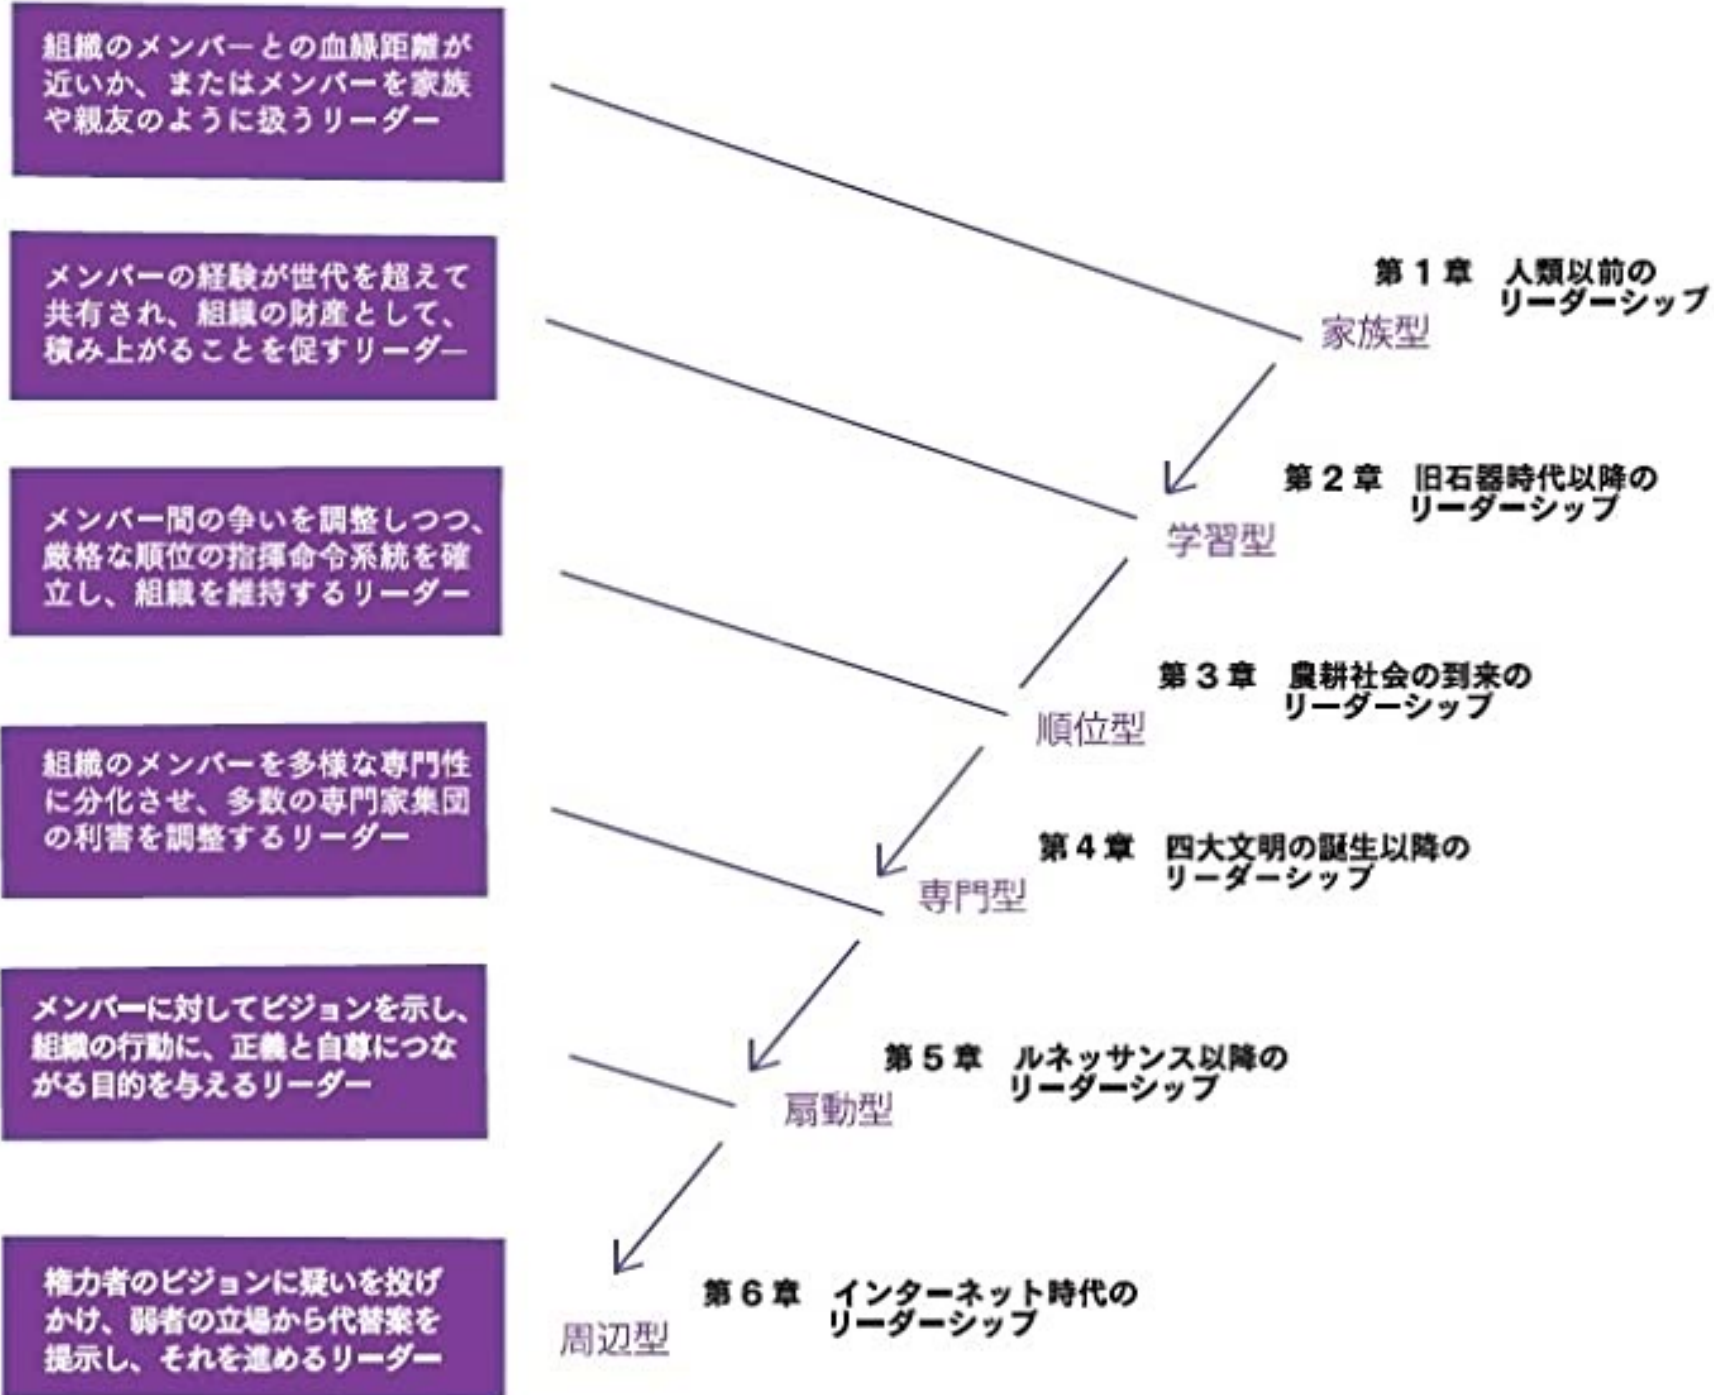 組織のメンバーとの血縁距離が
近いか、またはメンバーを家族
や親友のように扱うリーダー
第1章 人類以前の
リーダーシップ
家族型
メンバーの経験が世代を超えて
共有され、組織の財産として、
積み上がることを促すリーダー
第2章 旧石器時代以降の
リーダーシップ
学習型
メンバー間の争いを調整しつつ、
厳格な順位の指揮命令系統を確
立し、組織を維持するリーダー
第3章 農耕社会の到来の
リーダーシップ
順位型
組織のメンバーを多様な専門性
に分化させ、多数の専門家集団
の利害を調整するリーダー
第4章 四大文明の誕生以降の
リーダーシップ
専門型
メンバーに対してビジョンを示し、
組織の行動に、正義と自尊につな
がる目的を与えるリーダー
第5章 ルネッサンス以降の
リーダーシップ
扇動型
権力者のビジョンに疑いを投げ
かけ、弱者の立場から代替案を
提示し、それを進めるリーダー
第6章 インターネット時代の
リーダーシップ
周辺型